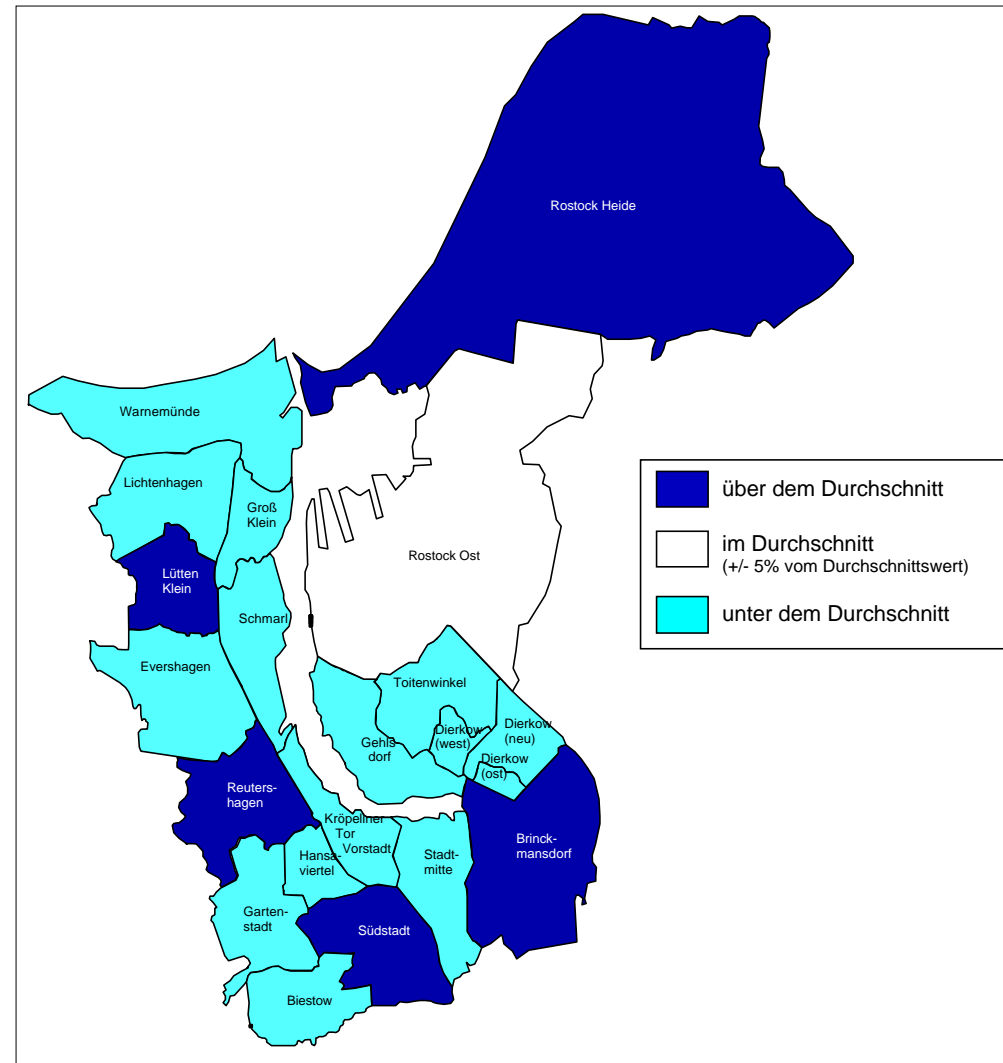 Rostock Heide
Warnemünde
Lichtenhagen
Groß
Klein
über dem Durchschnitt
im Durchschnitt
(+/- 5% vom Durchschnittswert)
unter dem Durchschnitt
Rostock Ost
Lütten
Klein
Schmarl
Evershagen
Toitenwinkel
Dierkow
(west)
Dierkow
(neu)
Gehls
dorf
Dierkow
(ost)
Reuters-
hagen
Kröpeliner
Tor
Vorstadt
Hansa-
viertel
Stadt-
mitte
Brinck-
mansdorf
Garten-
stadt
Südstadt
Biestow